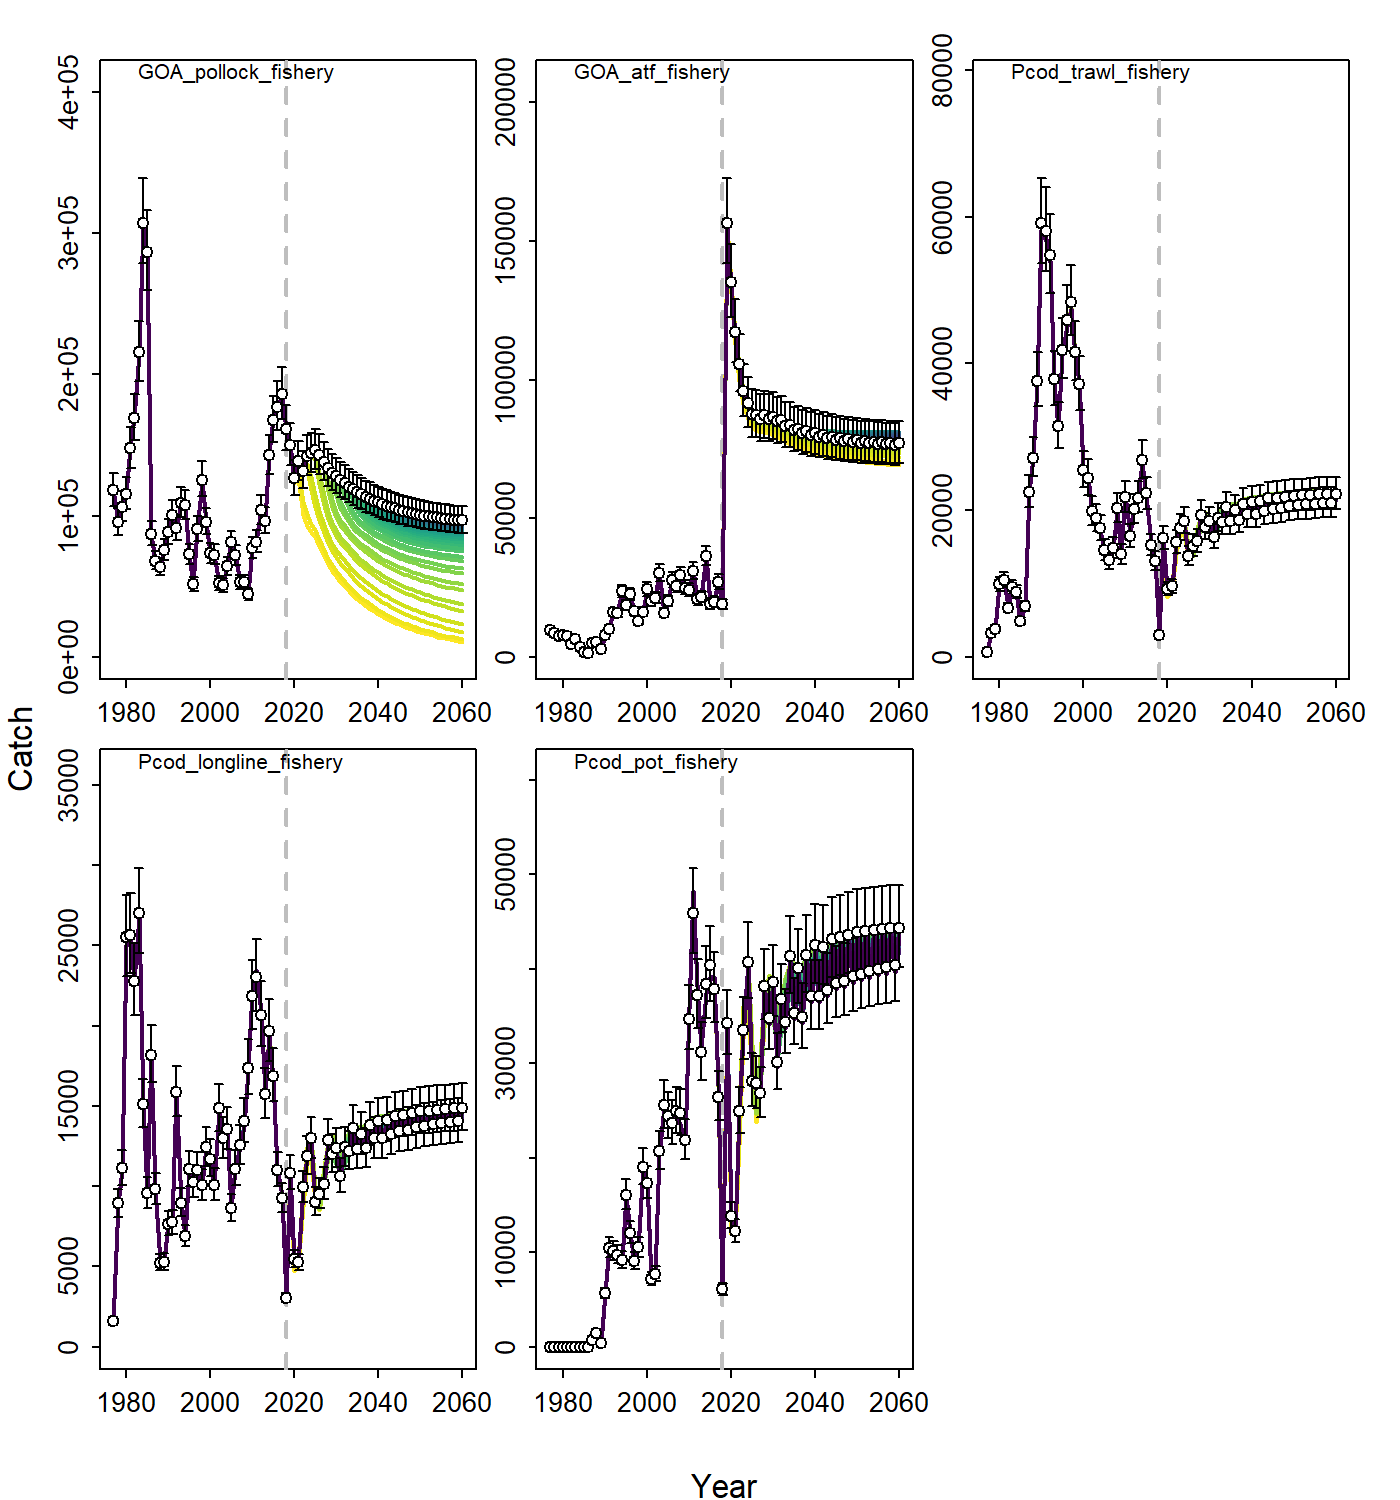 GOA_pollock_fishery
0e+00 1e+05 2e+05 3e+05 4e+05
1980 2000 2020 2040 2060
GOA_atf_fishery
0 50000 100000 150000 200000
1980 2000 2020 2040 2060
Pcod_trawl_fishery
0 20000 40000 60000 80000
1980 2000 2020 2040 2060
Catch
Pcod_longline_fishery
0 5000 15000 25000 35000
1980 2000 2020 2040 2060
Pcod_pot_fishery
0 10000 30000 50000
1980 2000 2020 2040 2060
Year